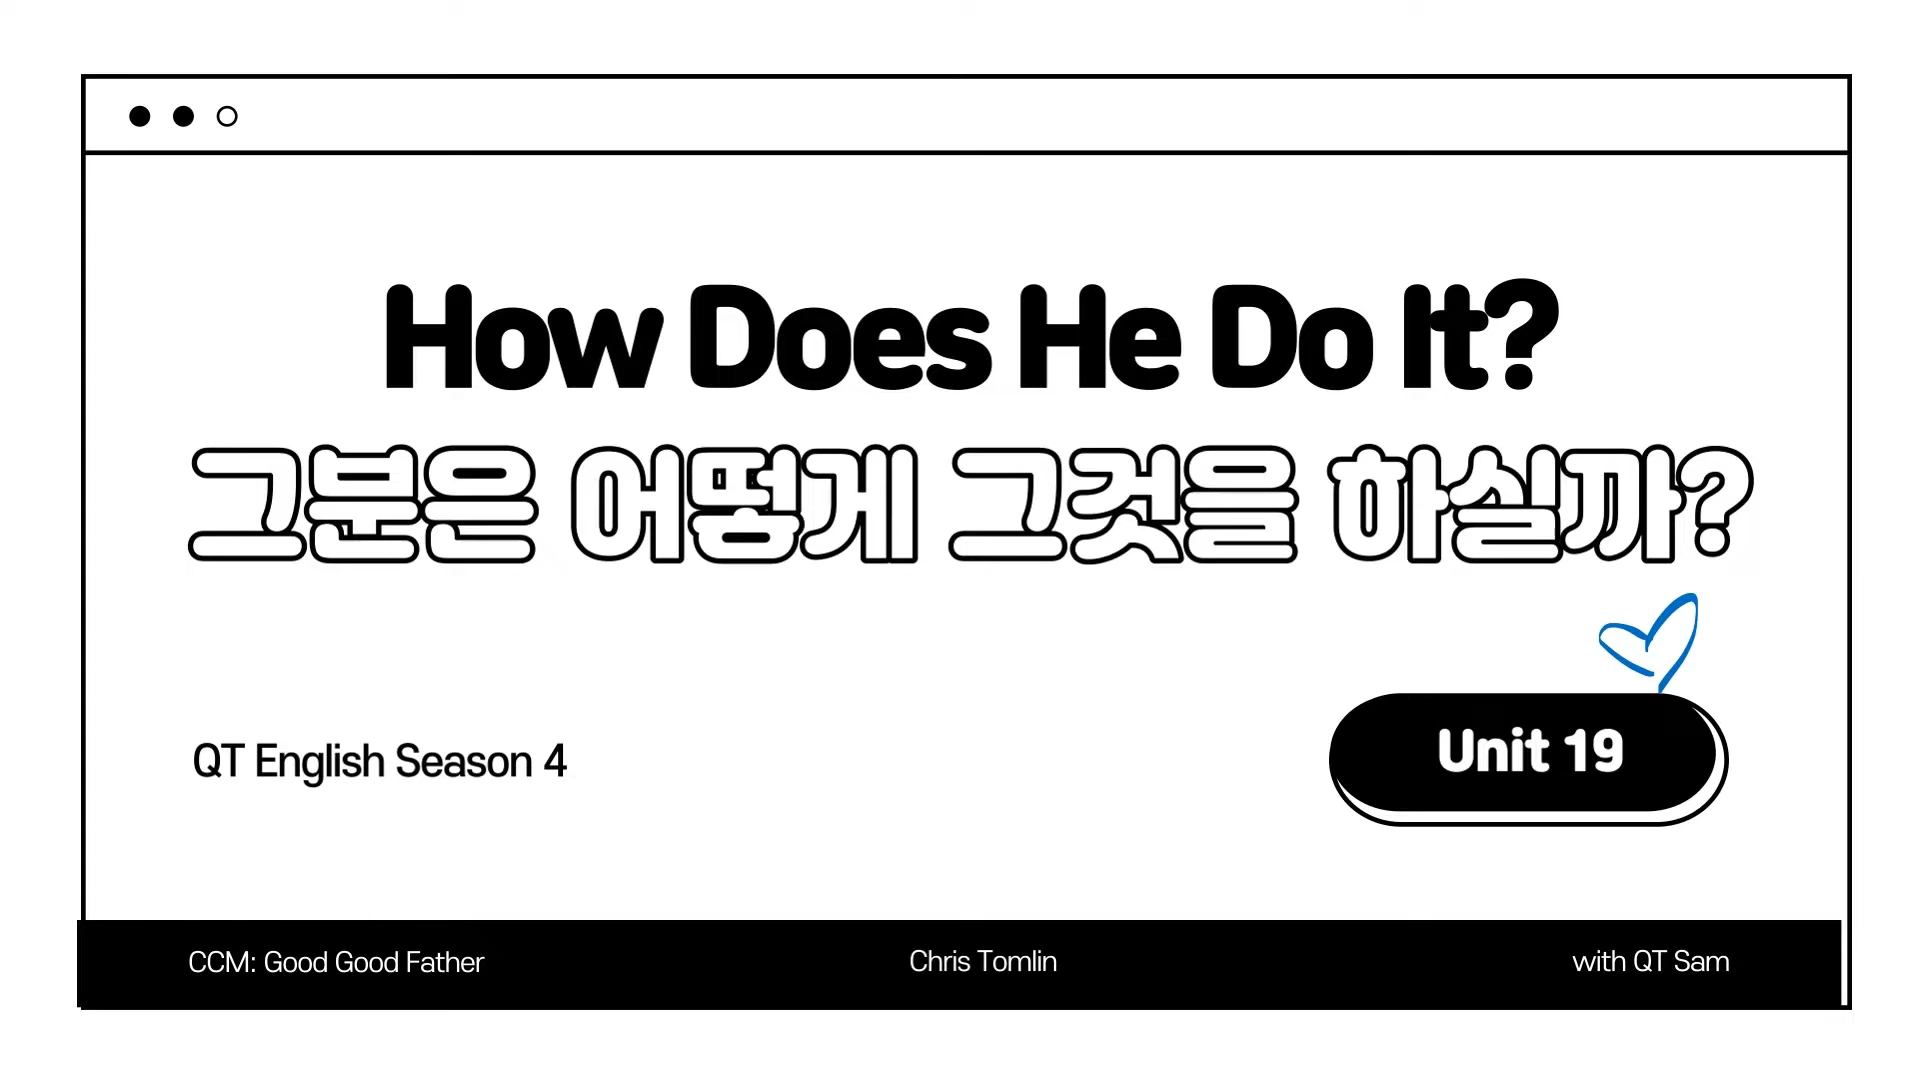 How Does He Do It?
그분은 어떻게 그것을 하실까?
QT English Season 4
Unit 19
CCM: Good Good Father
Chris Tomlin
with QT Sam